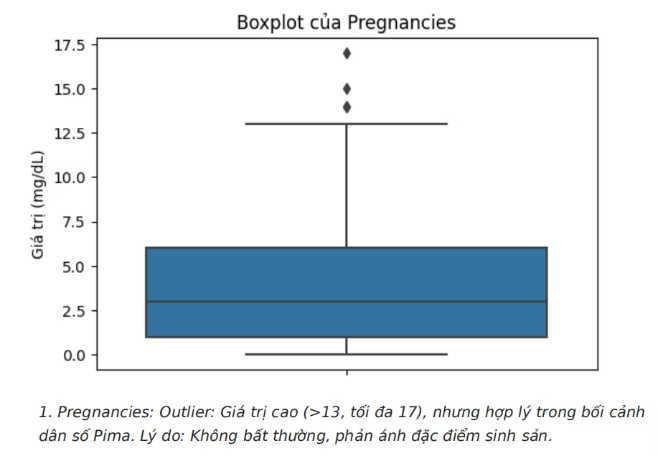 Boxplot của Pregnancies
17.5
15.0
12.5
10.0
7.5
5.0
2.5
0.0
Giá trị (mg/dL)
1. Pregnancies: Outlier: Giá trị cao (>13, tối đa 17), nhưng hợp lý trong bối cảnh
dân số Pima. Lý do: Không bất thường, phản ánh đặc điểm sinh sản.